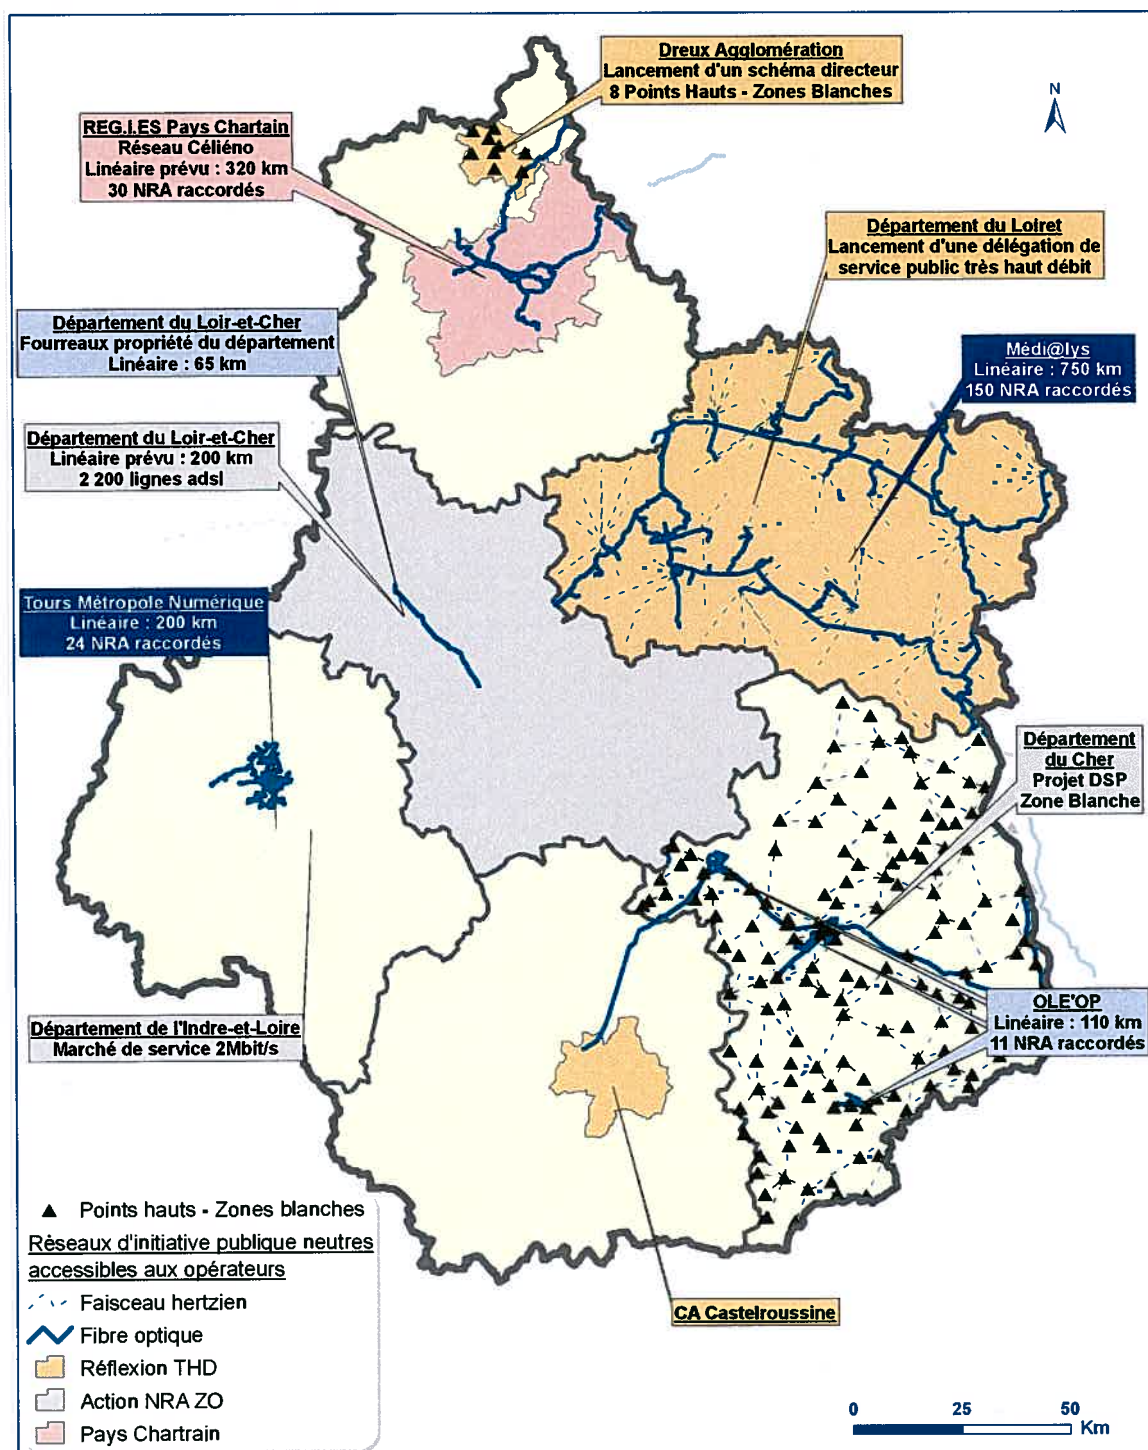 Dreux Agglomération
Lancement d'un schéma directeur
8 Points Hauts - Zones Blanches
N
REG.I.ES Pays Chartain
Réseau Céliéno
Linéaire prévu : 320 km
30 NRA raccordés
Département du Loiret
Lancement d'une délégation de
service public très haut débit
Département du Loir-et-Cher
Fourreaux propriété du département
Linéaire : 65 km
Médi@lys
Linéaire : 750 km
150 NRA raccordés
Département du Loir-et-Cher
Linéaire prévu : 200 km
2 200 lignes adsl
Tours Métropole Numérique
Linéaire : 200 km
24 NRA raccordés
Département
du Cher
Projet DSP
Zone Blanche
OLE'OP
Linéaire : 110 km
11 NRA raccordés
Département de l'Indre-et-Loire
Marché de service 2Mbit/s
CA Castelroussine
Points hauts - Zones blanches
Rèseaux d'initiative publique neutres
accessibles aux opérateurs
Faisceau hertzien
Fibre optique
Réflexion THD
Action NRA ZO
Pays Chartrain
0 25 50
Km